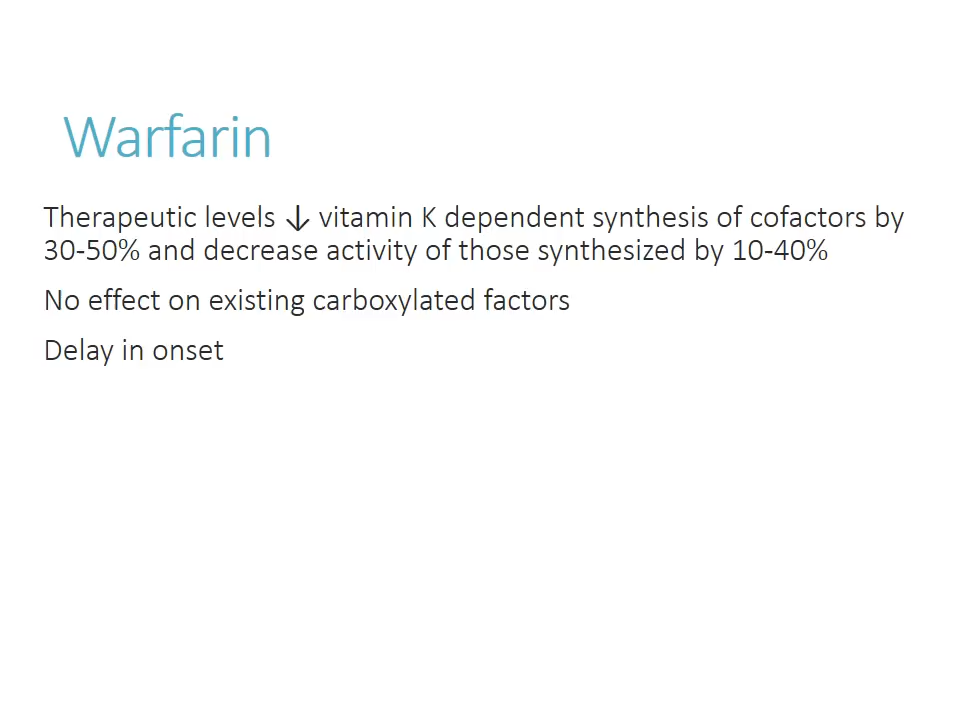 Warfarin
Therapeutic levels ↓ vitamin K dependent synthesis of cofactors by
30-50% and decrease activity of those synthesized by 10-40%
No effect on existing carboxylated factors
Delay in onset